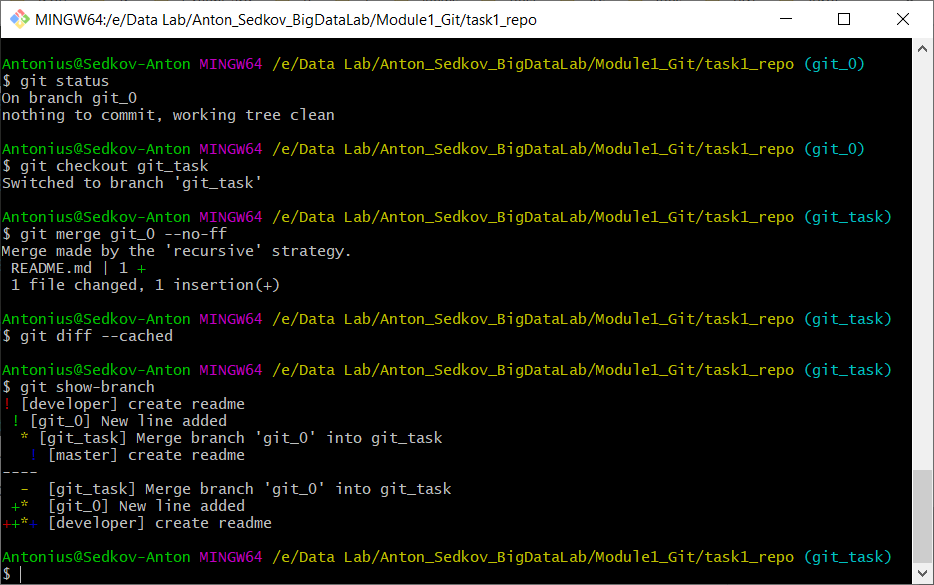 MINGW64:/e/Data Lab/Anton_Sedkov_BigDataLab/Module1_Git/task1_repo
Antonius@Sedkov-Anton MINGW64 /e/Data Lab/Anton_Sedkov_BigDataLab/Module1_Git/task1_repo (git_0)
$ git status
On branch git_0
nothing to commit, working tree clean
Antonius@Sedkov-Anton MINGW64 /e/Data Lab/Anton_Sedkov_BigDataLab/Module1_Git/task1_repo (git_0)
$ git checkout git_task
Switched to branch 'git_task'
Antonius@Sedkov-Anton MINGW64 /e/Data Lab/Anton_Sedkov_BigDataLab/Module1_Git/task1_repo (git_task)
$ git merge git_0 --no-ff
Merge made by the 'recursive' strategy.
 README.md | 1 +
 1 file changed, 1 insertion(+)
Antonius@Sedkov-Anton MINGW64 /e/Data Lab/Anton_Sedkov_BigDataLab/Module1_Git/task1_repo (git_task)
$ git diff --cached
Antonius@Sedkov-Anton MINGW64 /e/Data Lab/Anton_Sedkov_BigDataLab/Module1_Git/task1_repo (git_task)
$ git show-branch
! [developer] create readme
 ! [git_0] New line added
  * [git_task] Merge branch 'git_0' into git_task
   ! [master] create readme
----
  -  [git_task] Merge branch 'git_0' into git_task
 +*  [git_0] New line added
++*+ [developer] create readme
Antonius@Sedkov-Anton MINGW64 /e/Data Lab/Anton_Sedkov_BigDataLab/Module1_Git/task1_repo (git_task)
$